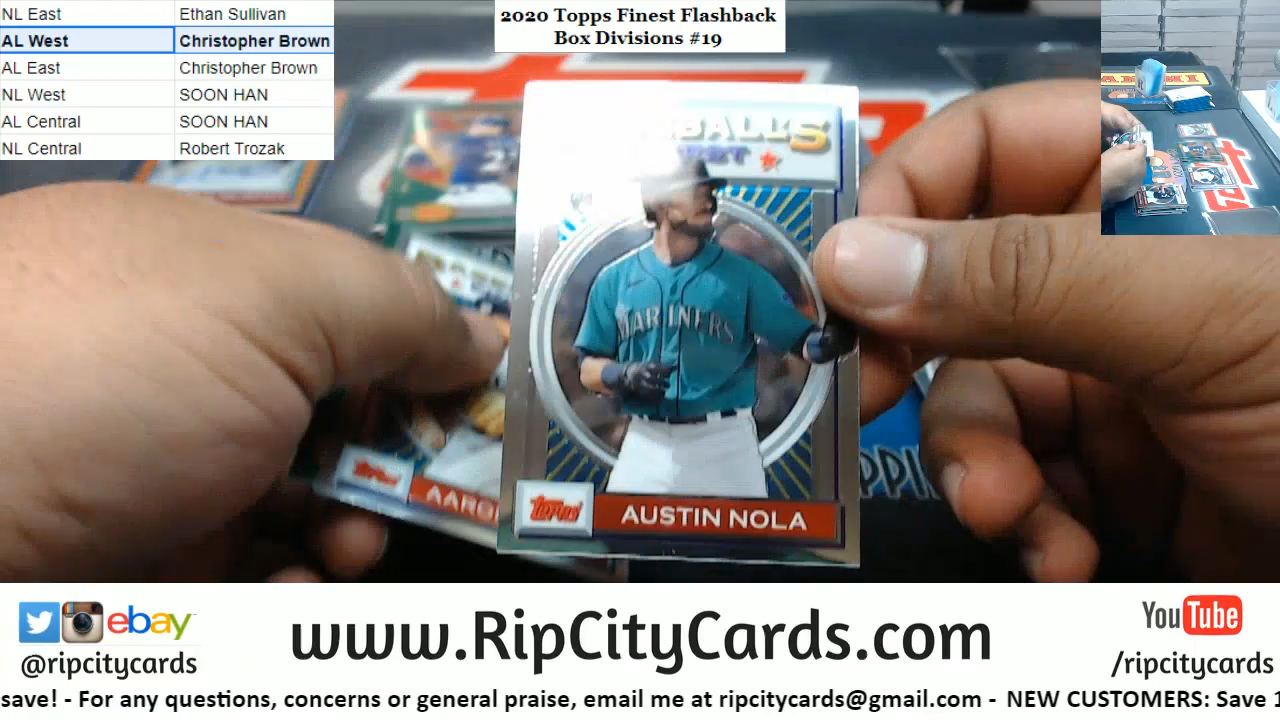 NL East Ethan Sullivan
AL West Christopher Brown
AL East Christopher Brown
NL West SOON HAN
AL Central SOON HAN
NL Central Robert Trozak
2020 Topps Finest Flashback
Box Divisions #19
MARINERS
Topps
AUSTIN NOLA
Topps
ebay
@ripcitycards
www.RipCityCards.com
YouTube
/ripcitycards
save! - For any questions, concerns or general praise, email me at ripcitycards@gmail.com - NEW CUSTOMERS: Save 1